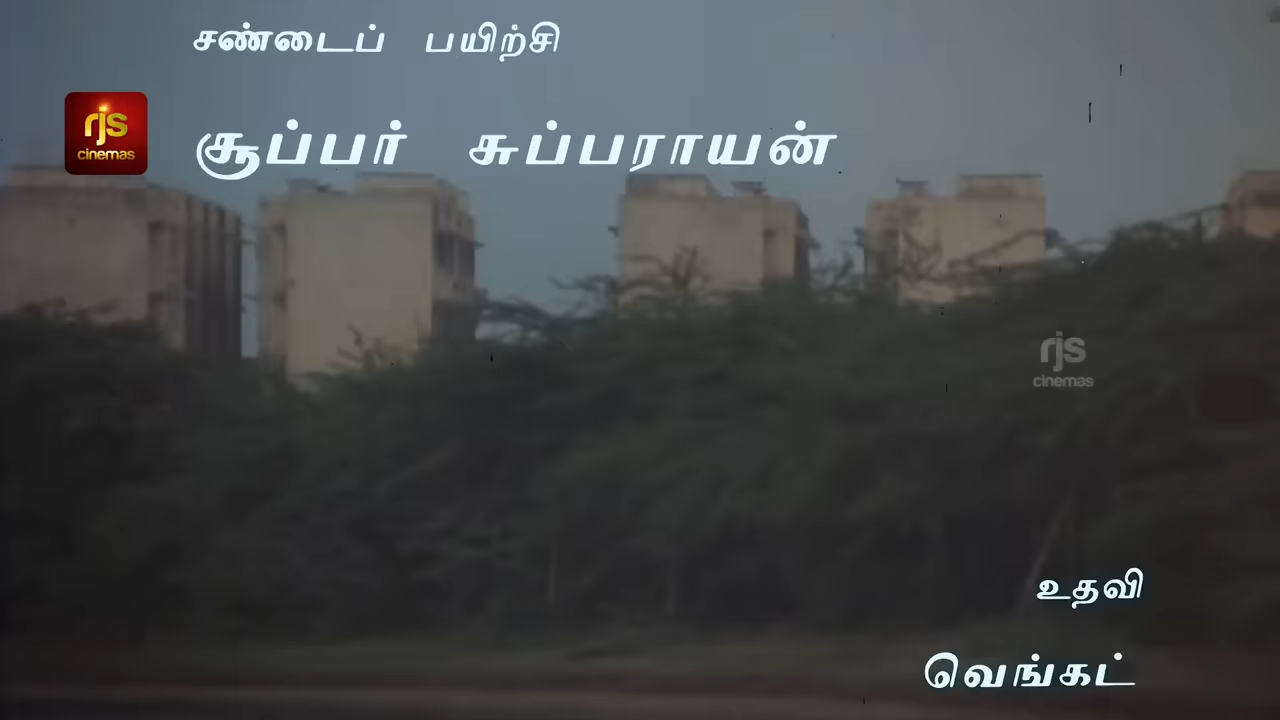 சண்டைப் பயிற்சி
rjs
cinemas
சூப்பர் சுப்பராயன்
rjs
cinemas
உதவி
வெங்கட்